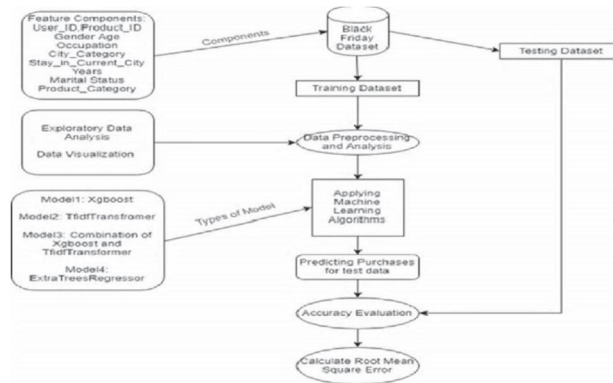 Feature Components:
User_ID,Product_ID
Gender Age
Occupation
City_Category
Stay_in_Current_City
Years
Marital Status
Product_Category
Components
Black
Friday
Dataset
Testing Dataset
Training Dataset
Exploratory Data
Analysis
Data Visualization
Data Preprocessing
and Analysis
Model1: Xgboost
Model2: TfidfTransfromer
Model3: Combination of
Xgboost and
TfidfTransformer
Model4:
ExtraTreesRegressor
Types of Model
Applying
Machine
Learning
Algorithms
Predicting Purchases
for test data
Accuracy Evaluation
Calculate Root Mean
Square Error